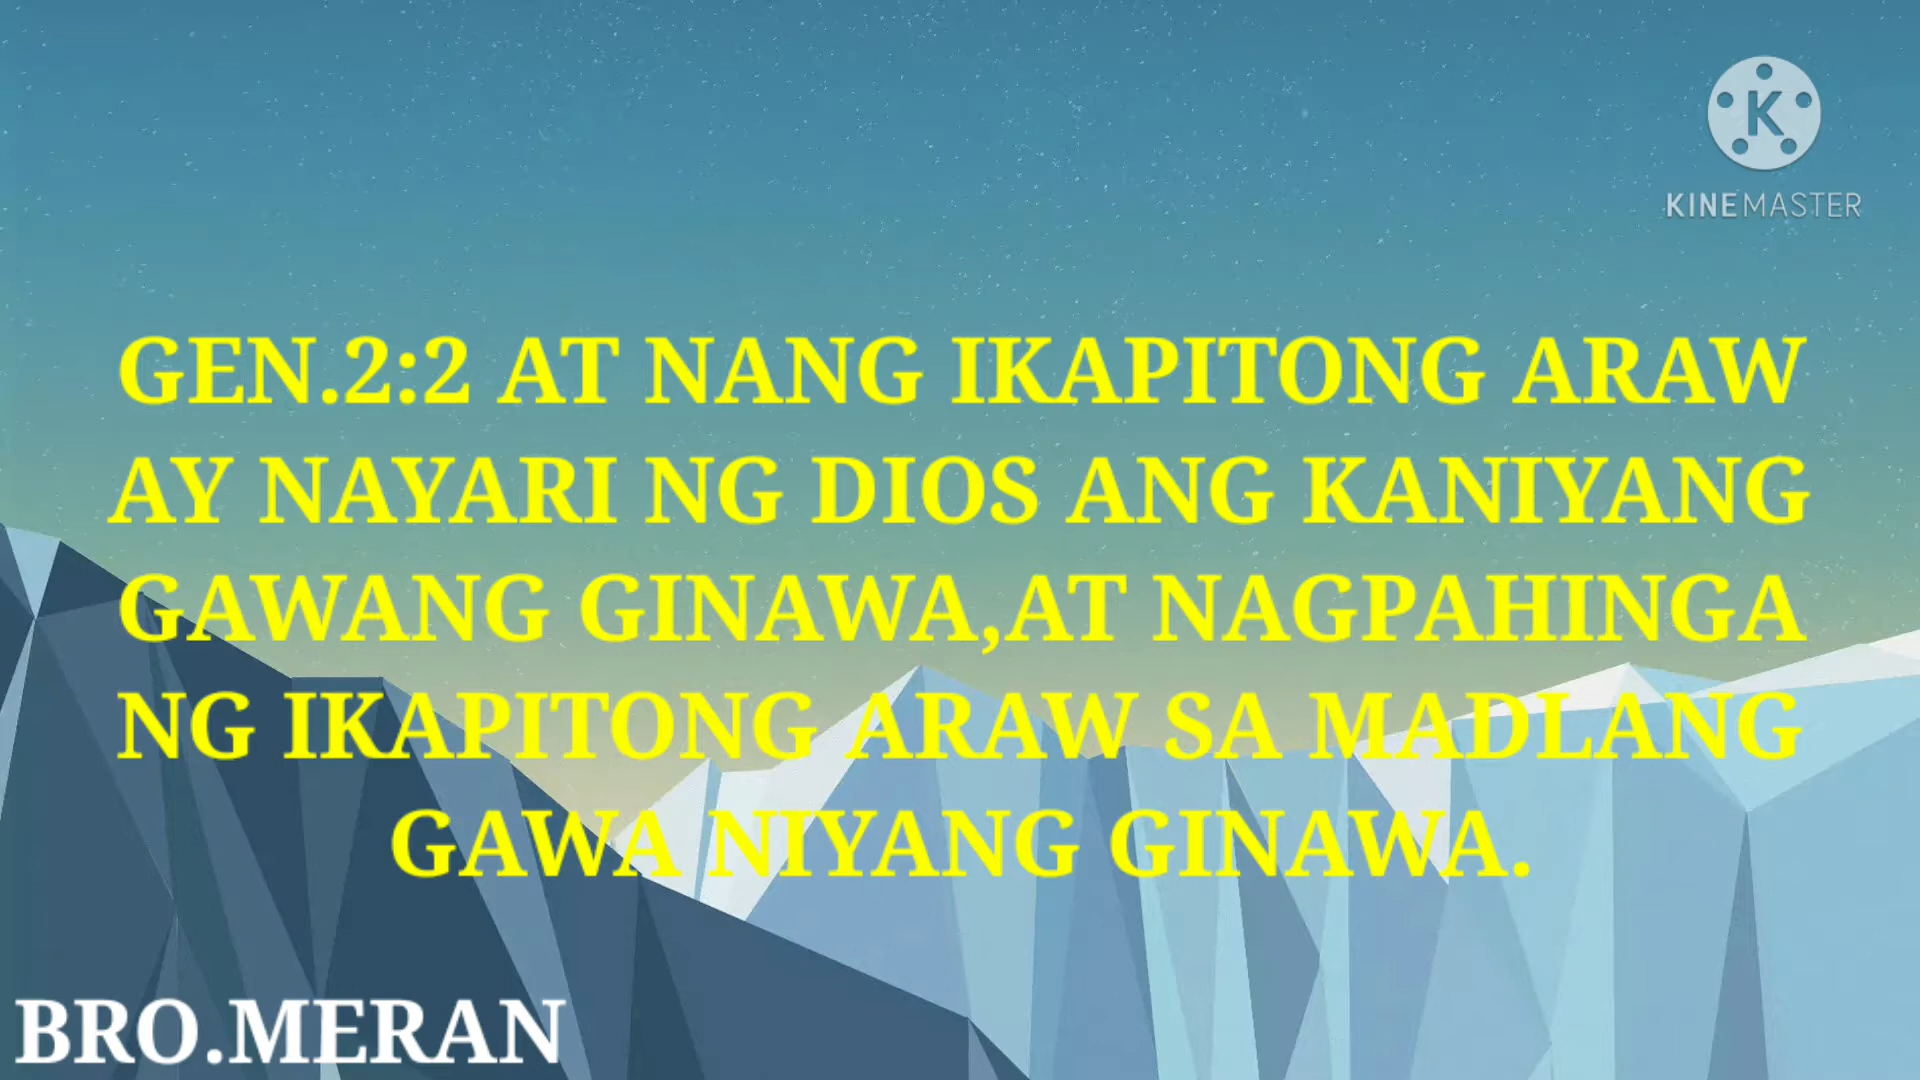 K
KINEMASTER
GEN.2:2 AT NANG IKAPITONG ARAW
AY NAYARI NG DIOS ANG KANIYANG
GAWANG GINAWA,AT NAGPAHINGA
NG IKAPITONG ARAW SA MADLANG
GAWA NIYANG GINAWA.
BRO.MERAN